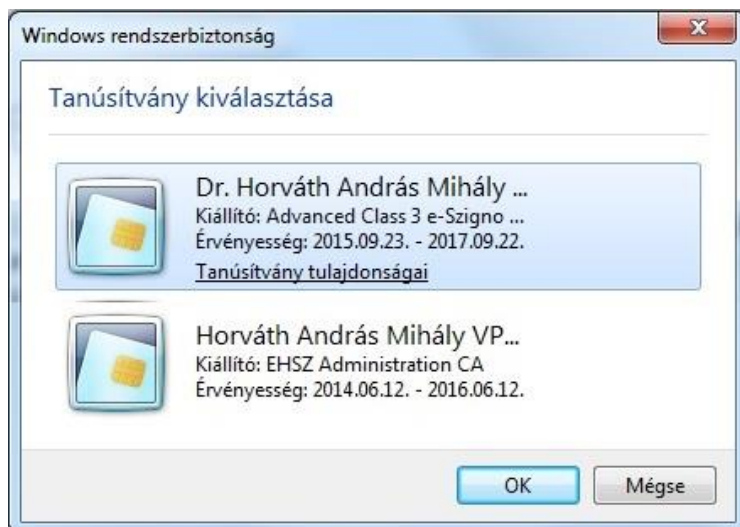 Windows rendszerbiztonság
Tanúsítvány kiválasztása
Dr. Horváth András Mihály ...
Kiállító: Advanced Class 3 e-Szigno ...
Érvényesség: 2015.09.23. - 2017.09.22.
Tanúsítvány tulajdonságai
Horváth András Mihály VP...
Kiállító: EHSZ Administration CA
Érvényesség: 2014.06.12. - 2016.06.12.
OK Mégse